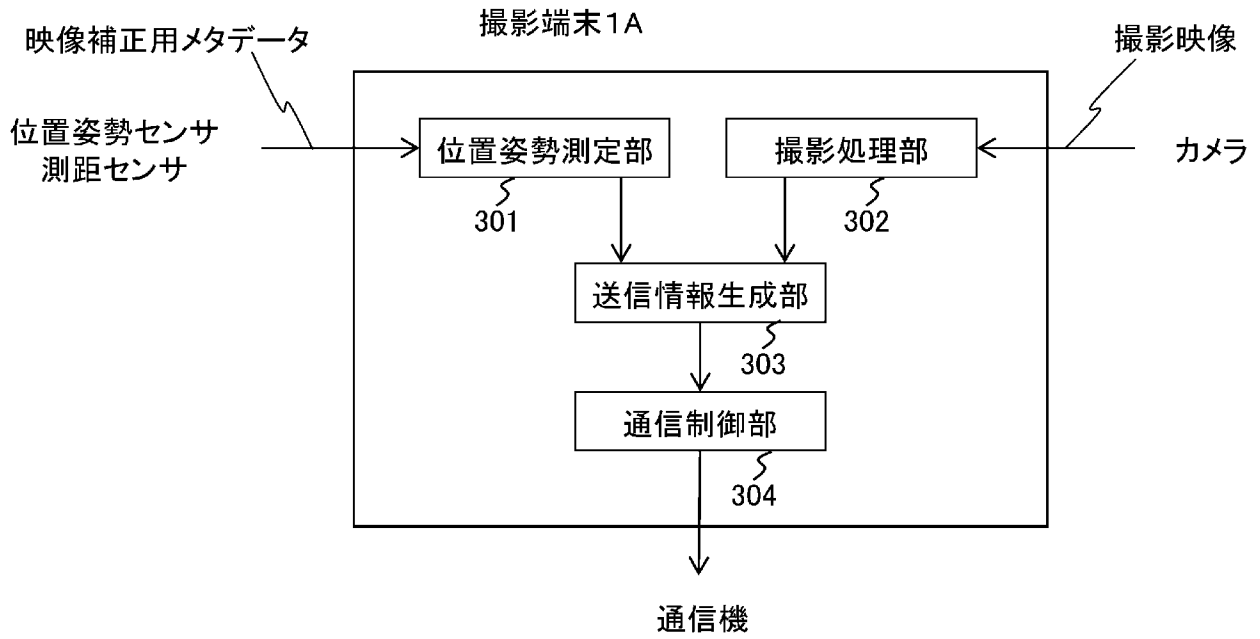 撮影端末1A
映像補正用メタデータ
撮影映像
位置姿勢センサ
測距センサ
位置姿勢測定部
撮影処理部
カメラ
301
302
送信情報生成部
303
通信制御部
304
通信機